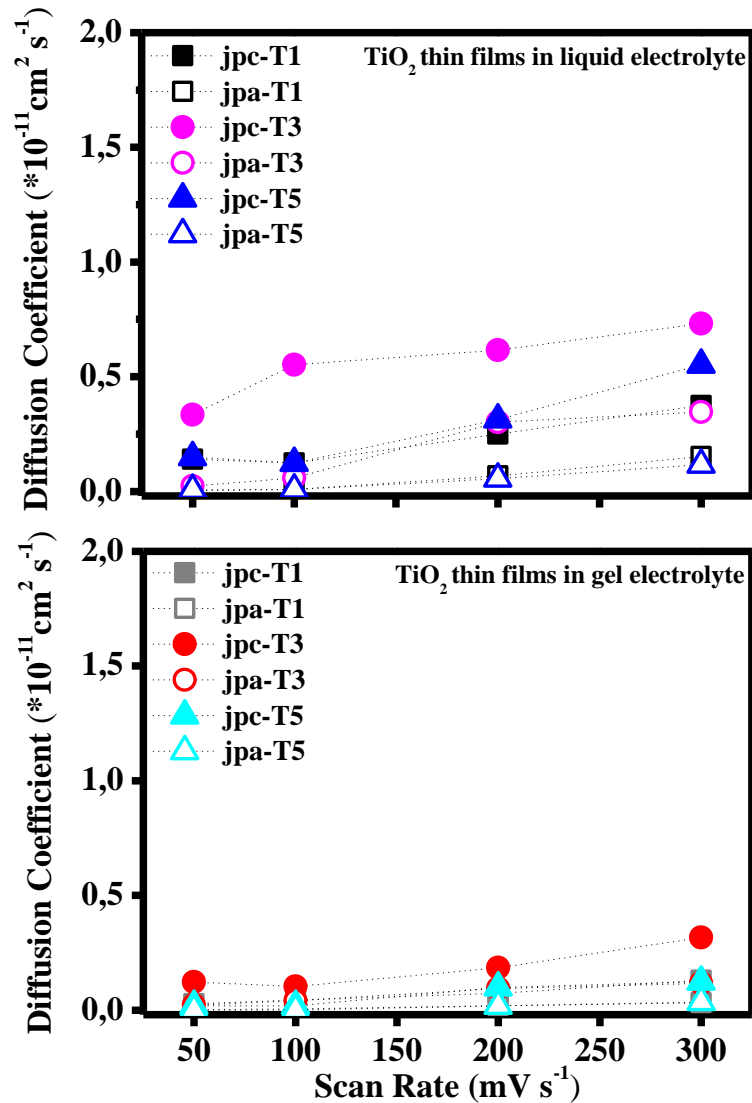 2,0
TiO2 thin films in liquid electrolyte
jpc-T1
jpa-T1
jpc-T3
jpa-T3
jpc-T5
jpa-T5
1,5
1,0
0,5
0,0
Diffusion Coefficient (*10-11cm2 s-1)
2,0
TiO2 thin films in gel electrolyte
jpc-T1
jpa-T1
jpc-T3
jpa-T3
jpc-T5
jpa-T5
1,5
1,0
0,5
0,0
Diffusion Coefficient (*10-11cm2 s-1)
50 100 200 300
Scan Rate (mV s-1)